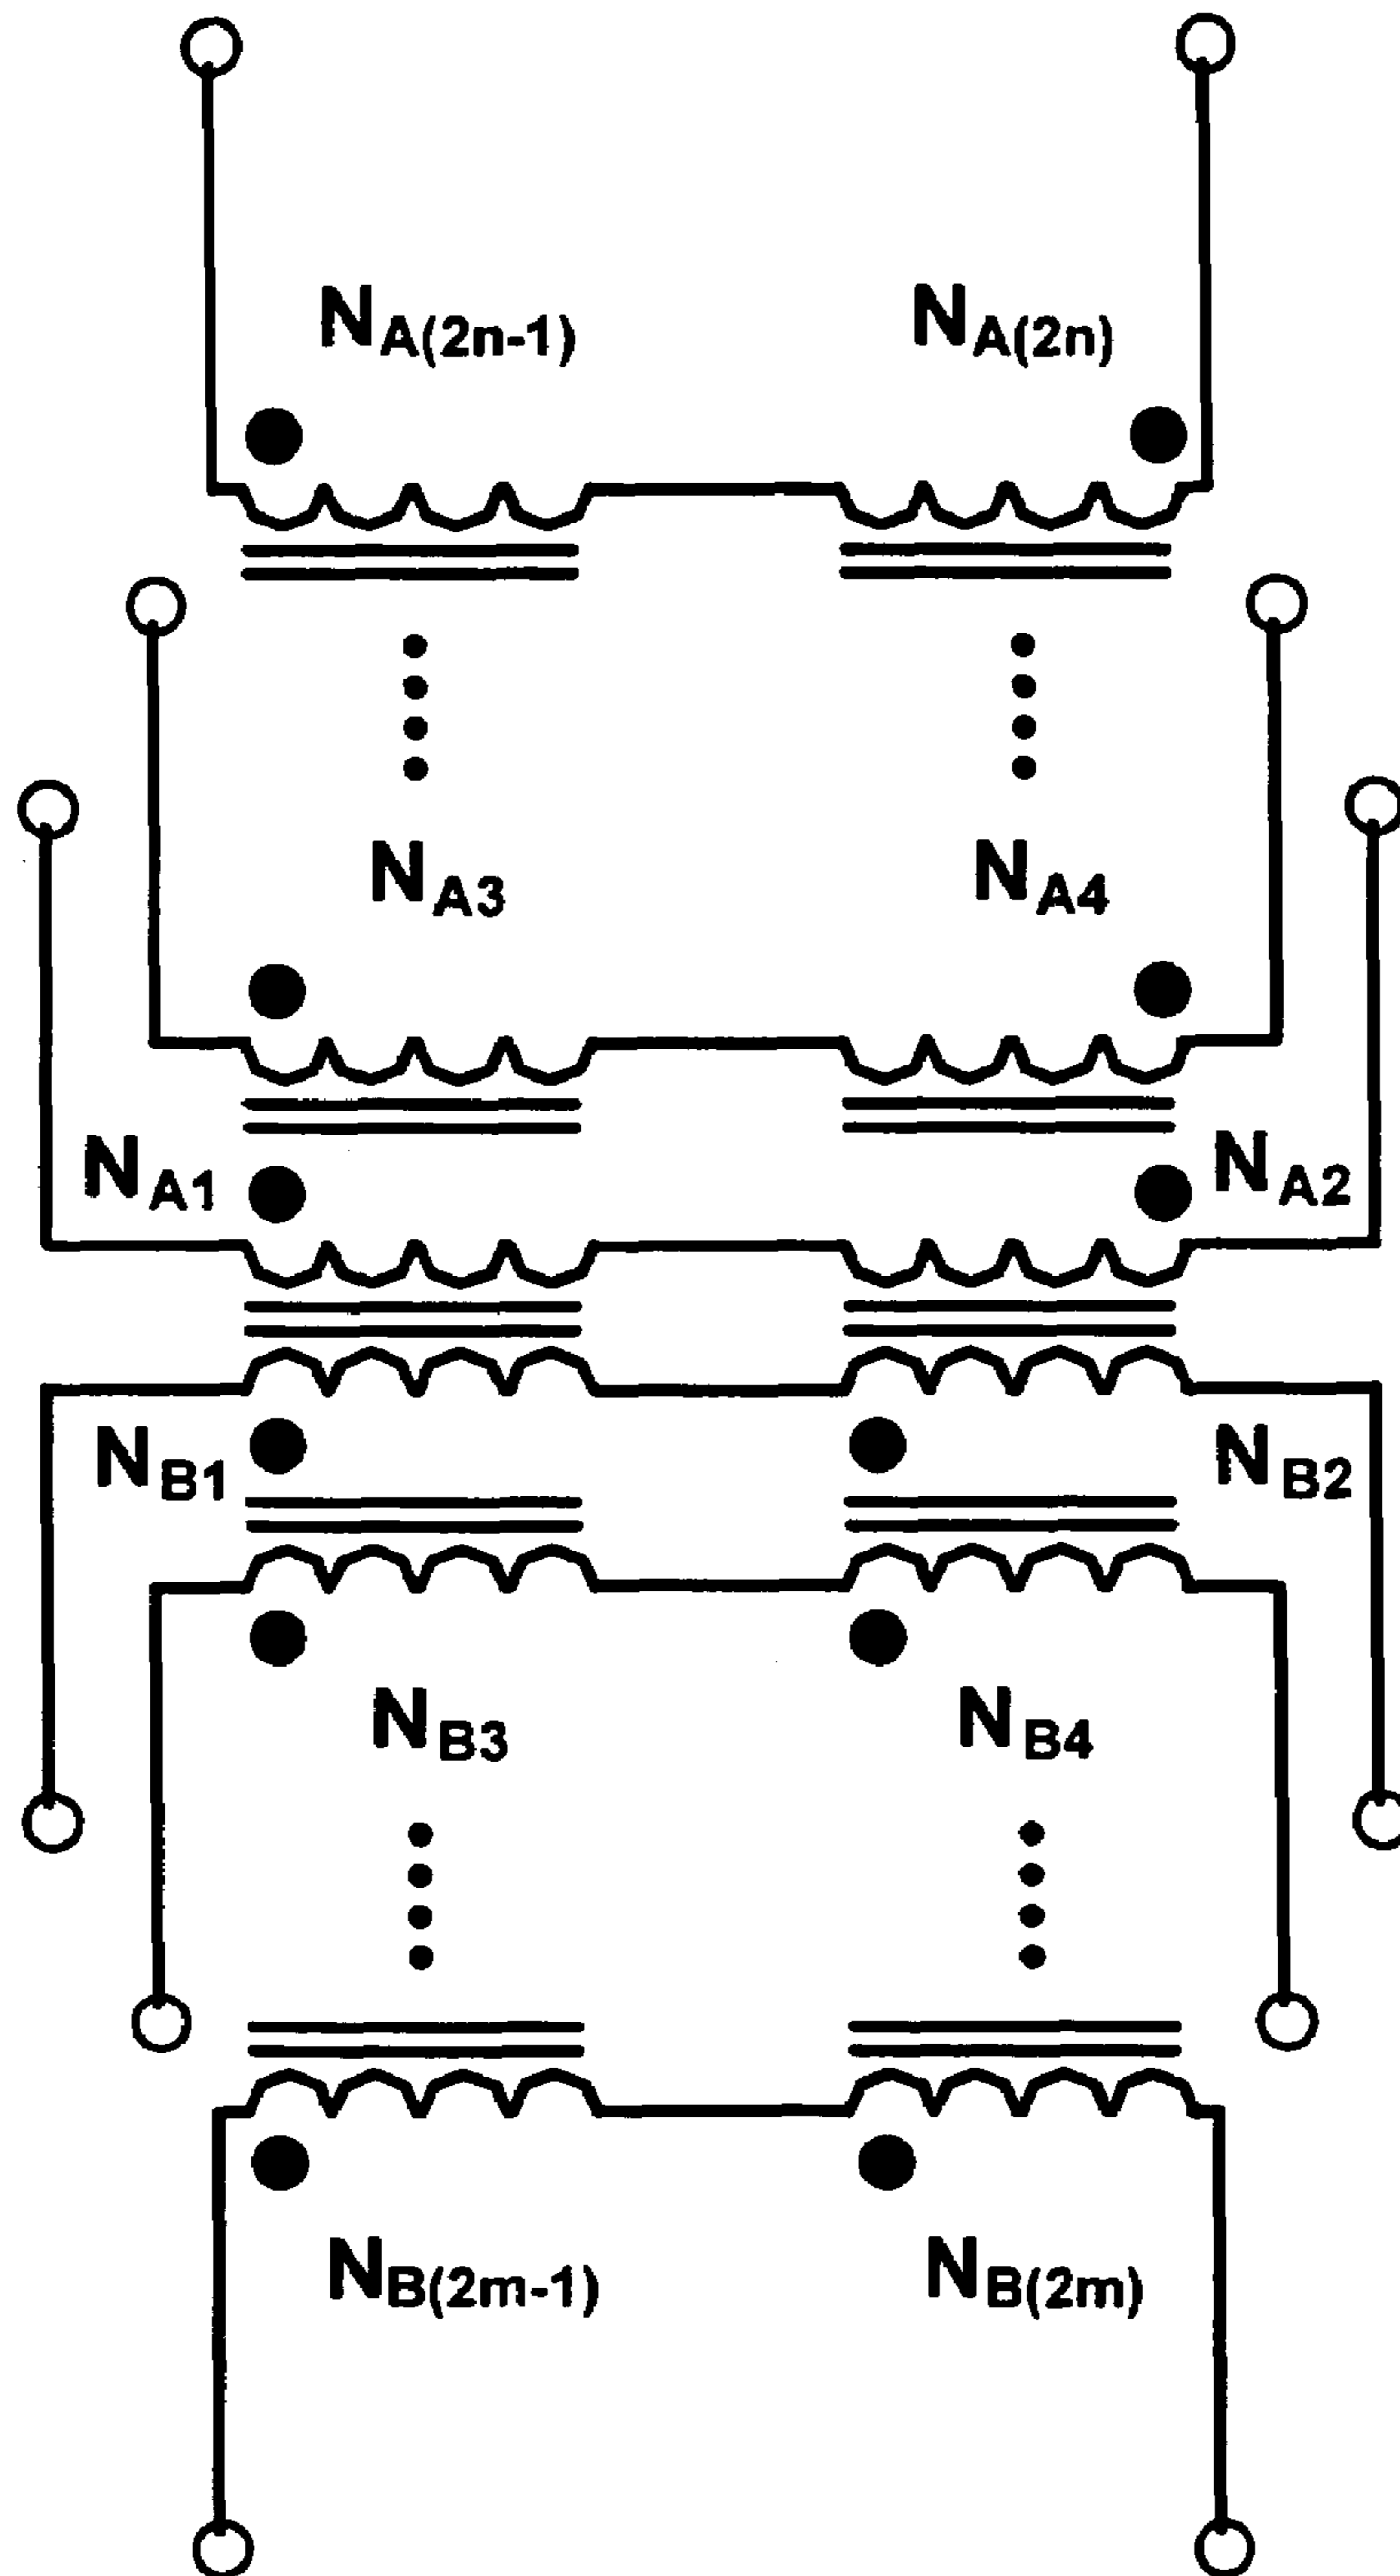 NA(2n-1) NA(2n)
NA3 NA4
NA1 NA2
NB1 NB2
NB3 NB4
NB(2m-1) NB(2m)